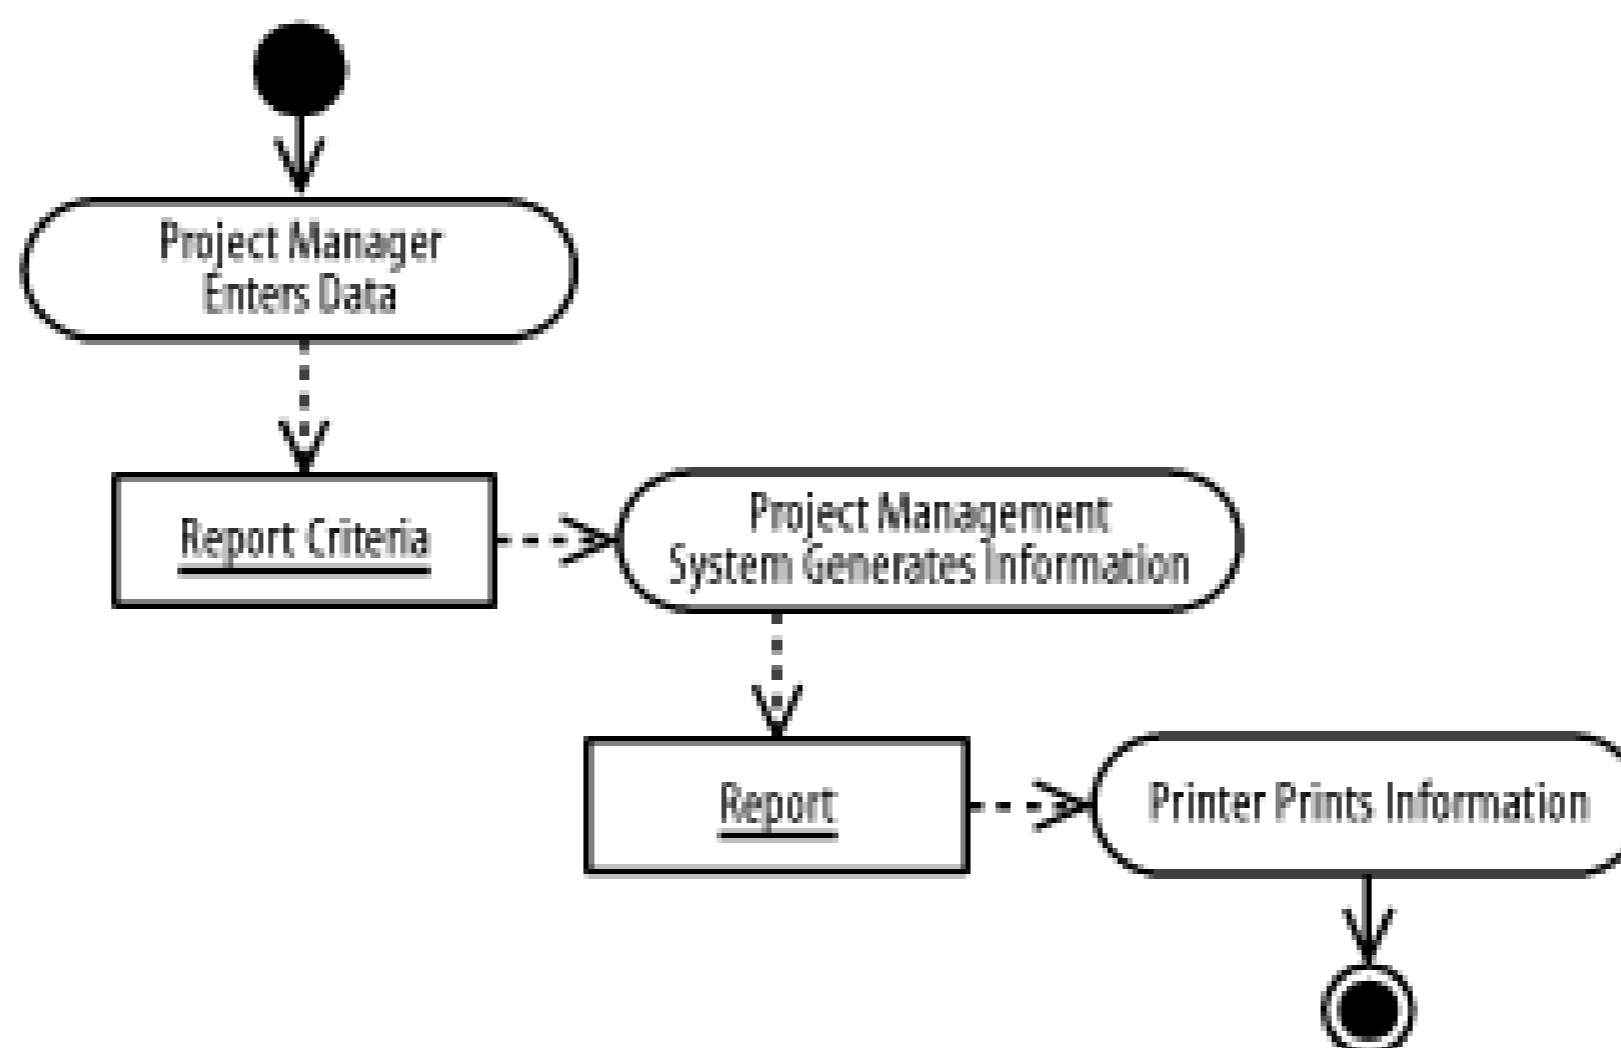 Project Manager
Enters Data
Report Criteria
Project Management
System Generates Information
Report
Printer Prints Information